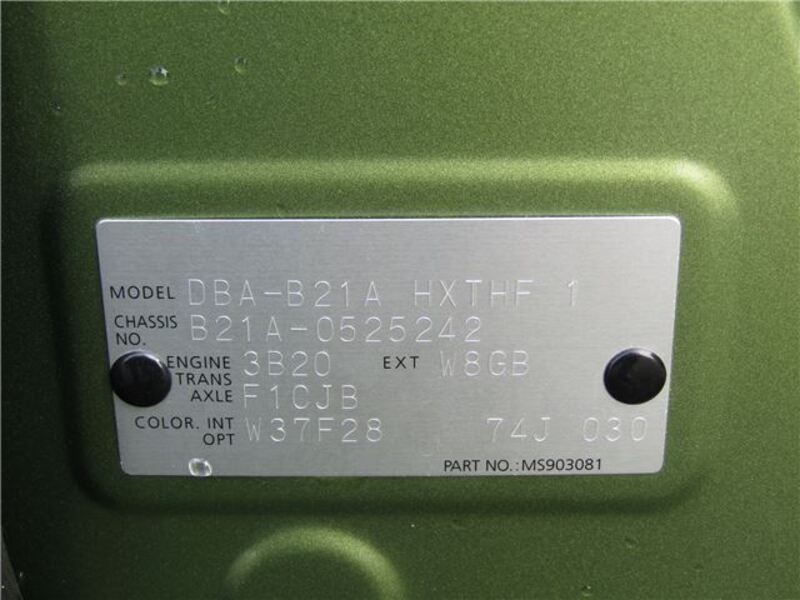 MODEL DBA-B21A HXTHF 1
CHASSIS NO. B21A-0525242
ENGINE 3B20 EXT W8GB
TRANS AXLE F1CJB
COLOR. INT OPT W37F28 74J 030
PART NO.:MS903081